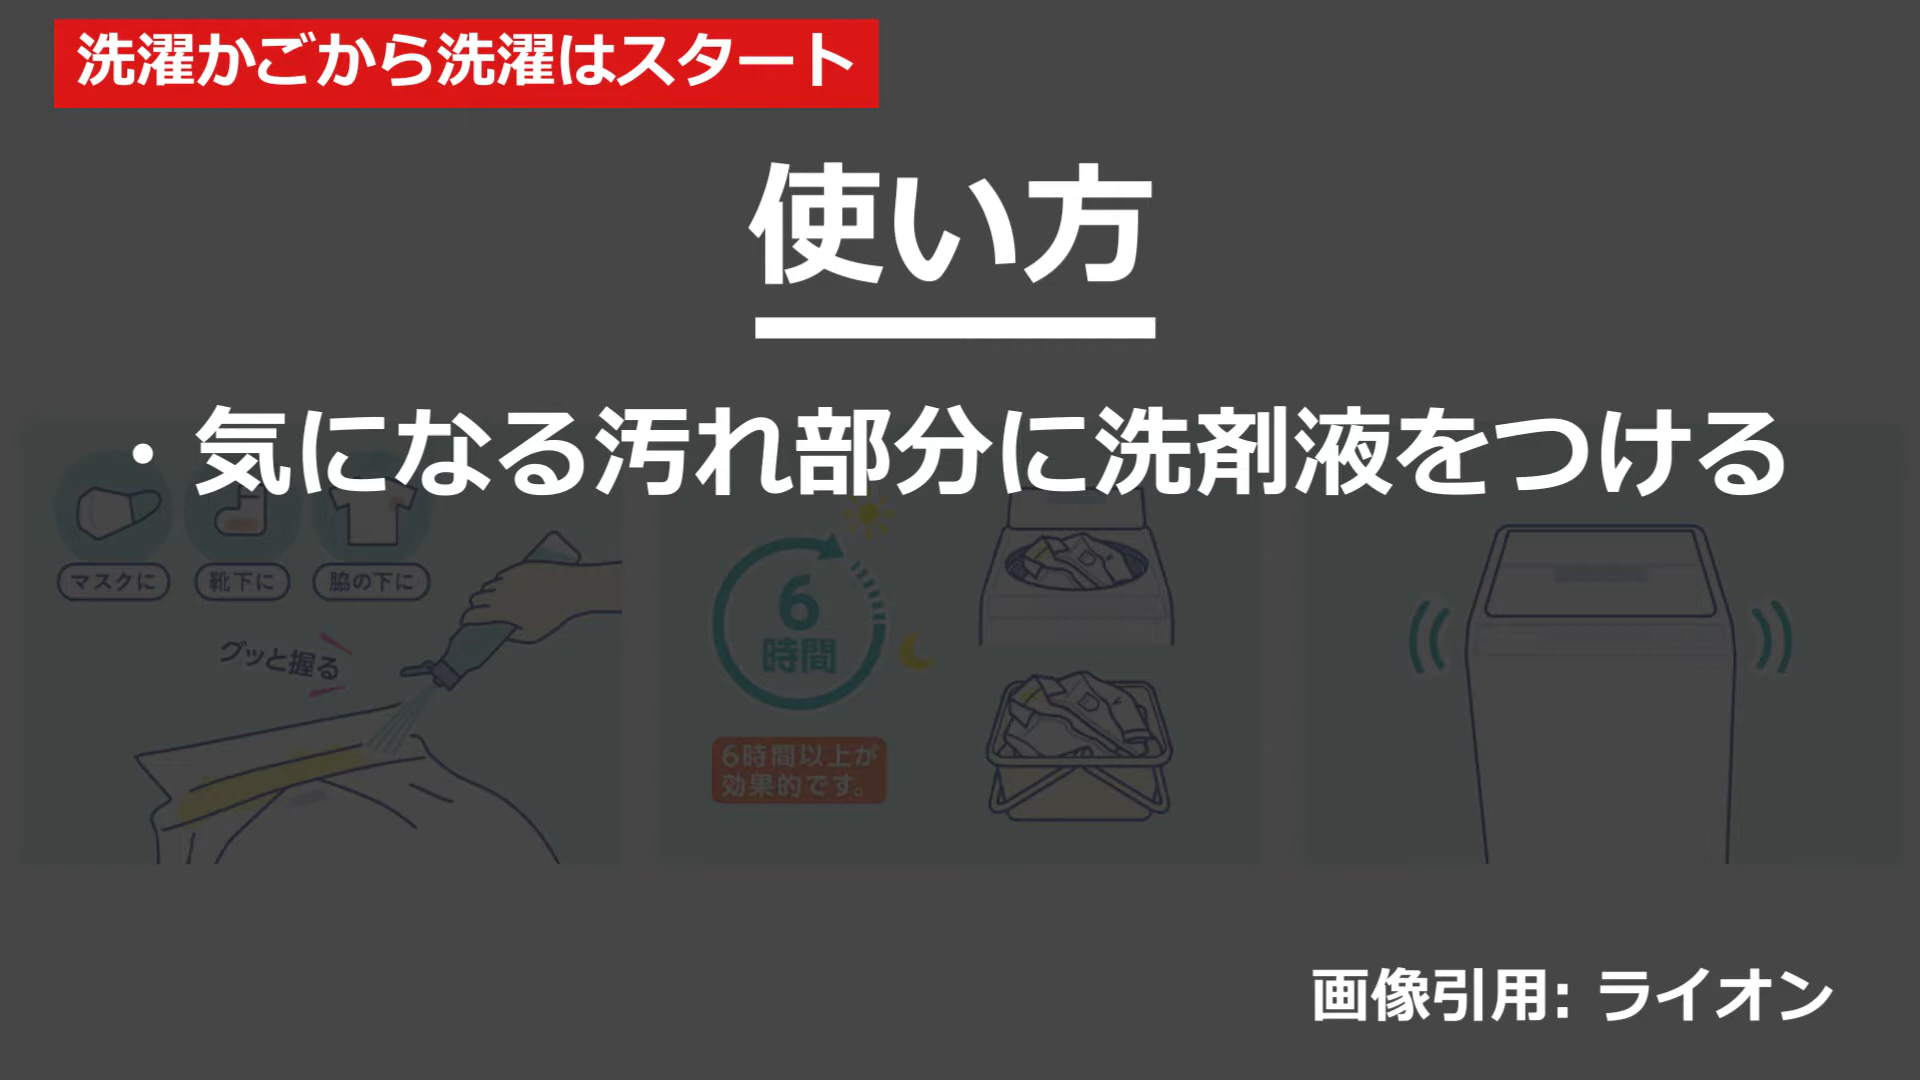 洗濯かごから洗濯はスタート
使い方
・気になる汚れ部分に洗剤液をつける
マスクに
靴下に
脇の下に
グッと握る
6
時間
6時間以上が
効果的です。
画像引用: ライオン